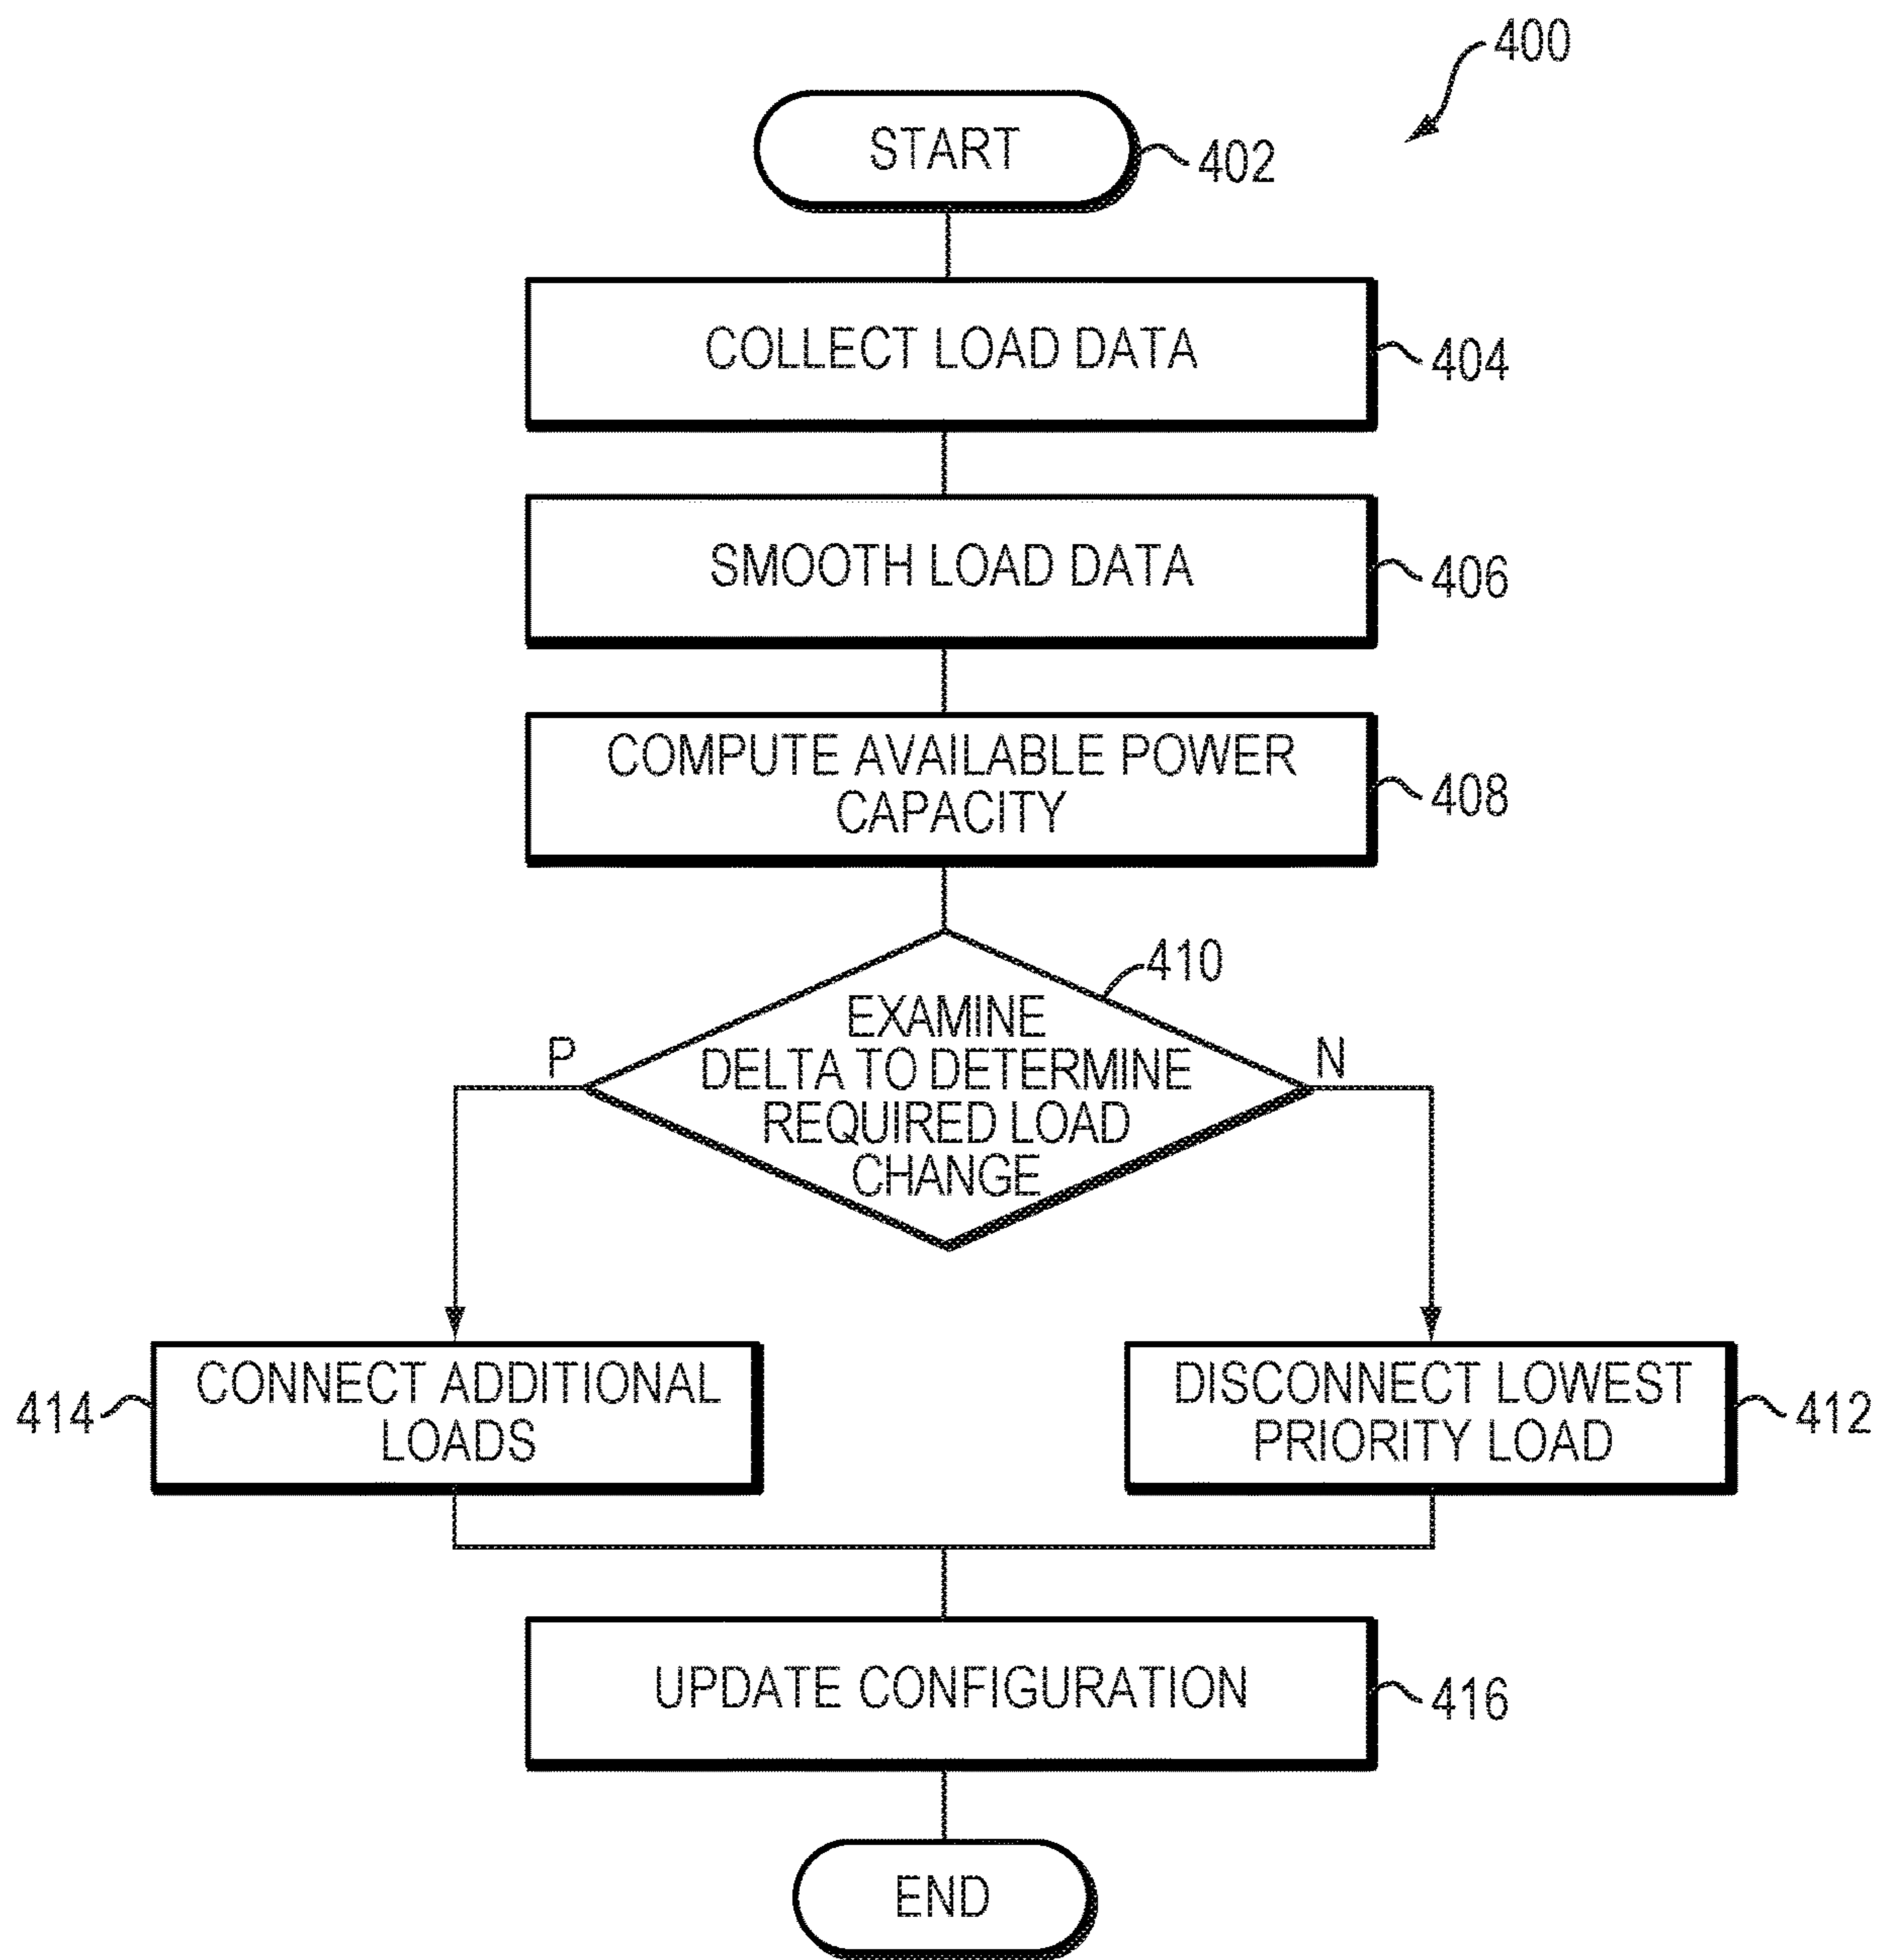 400
START
402
COLLECT LOAD DATA
404
SMOOTH LOAD DATA
406
COMPUTE AVAILABLE POWER
CAPACITY
408
410
EXAMINE
DELTA TO DETERMINE
REQUIRED LOAD
CHANGE
P
N
414
CONNECT ADDITIONAL
LOADS
DISCONNECT LOWEST
PRIORITY LOAD
412
UPDATE CONFIGURATION
416
END